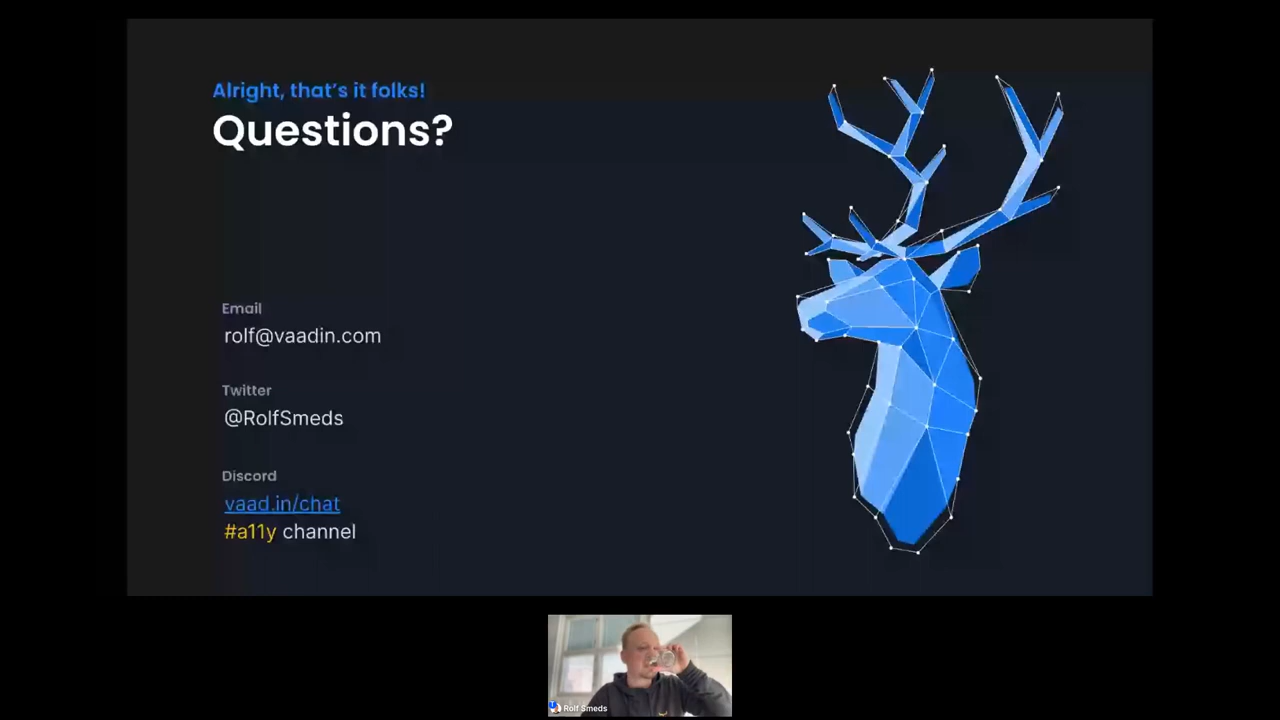 Alright, that's it folks!
Questions?
Email
rolf@vaadin.com
Twitter
@RolfSmeds
Discord
vaad.in/chat
#a11y channel
Rolf Smeds